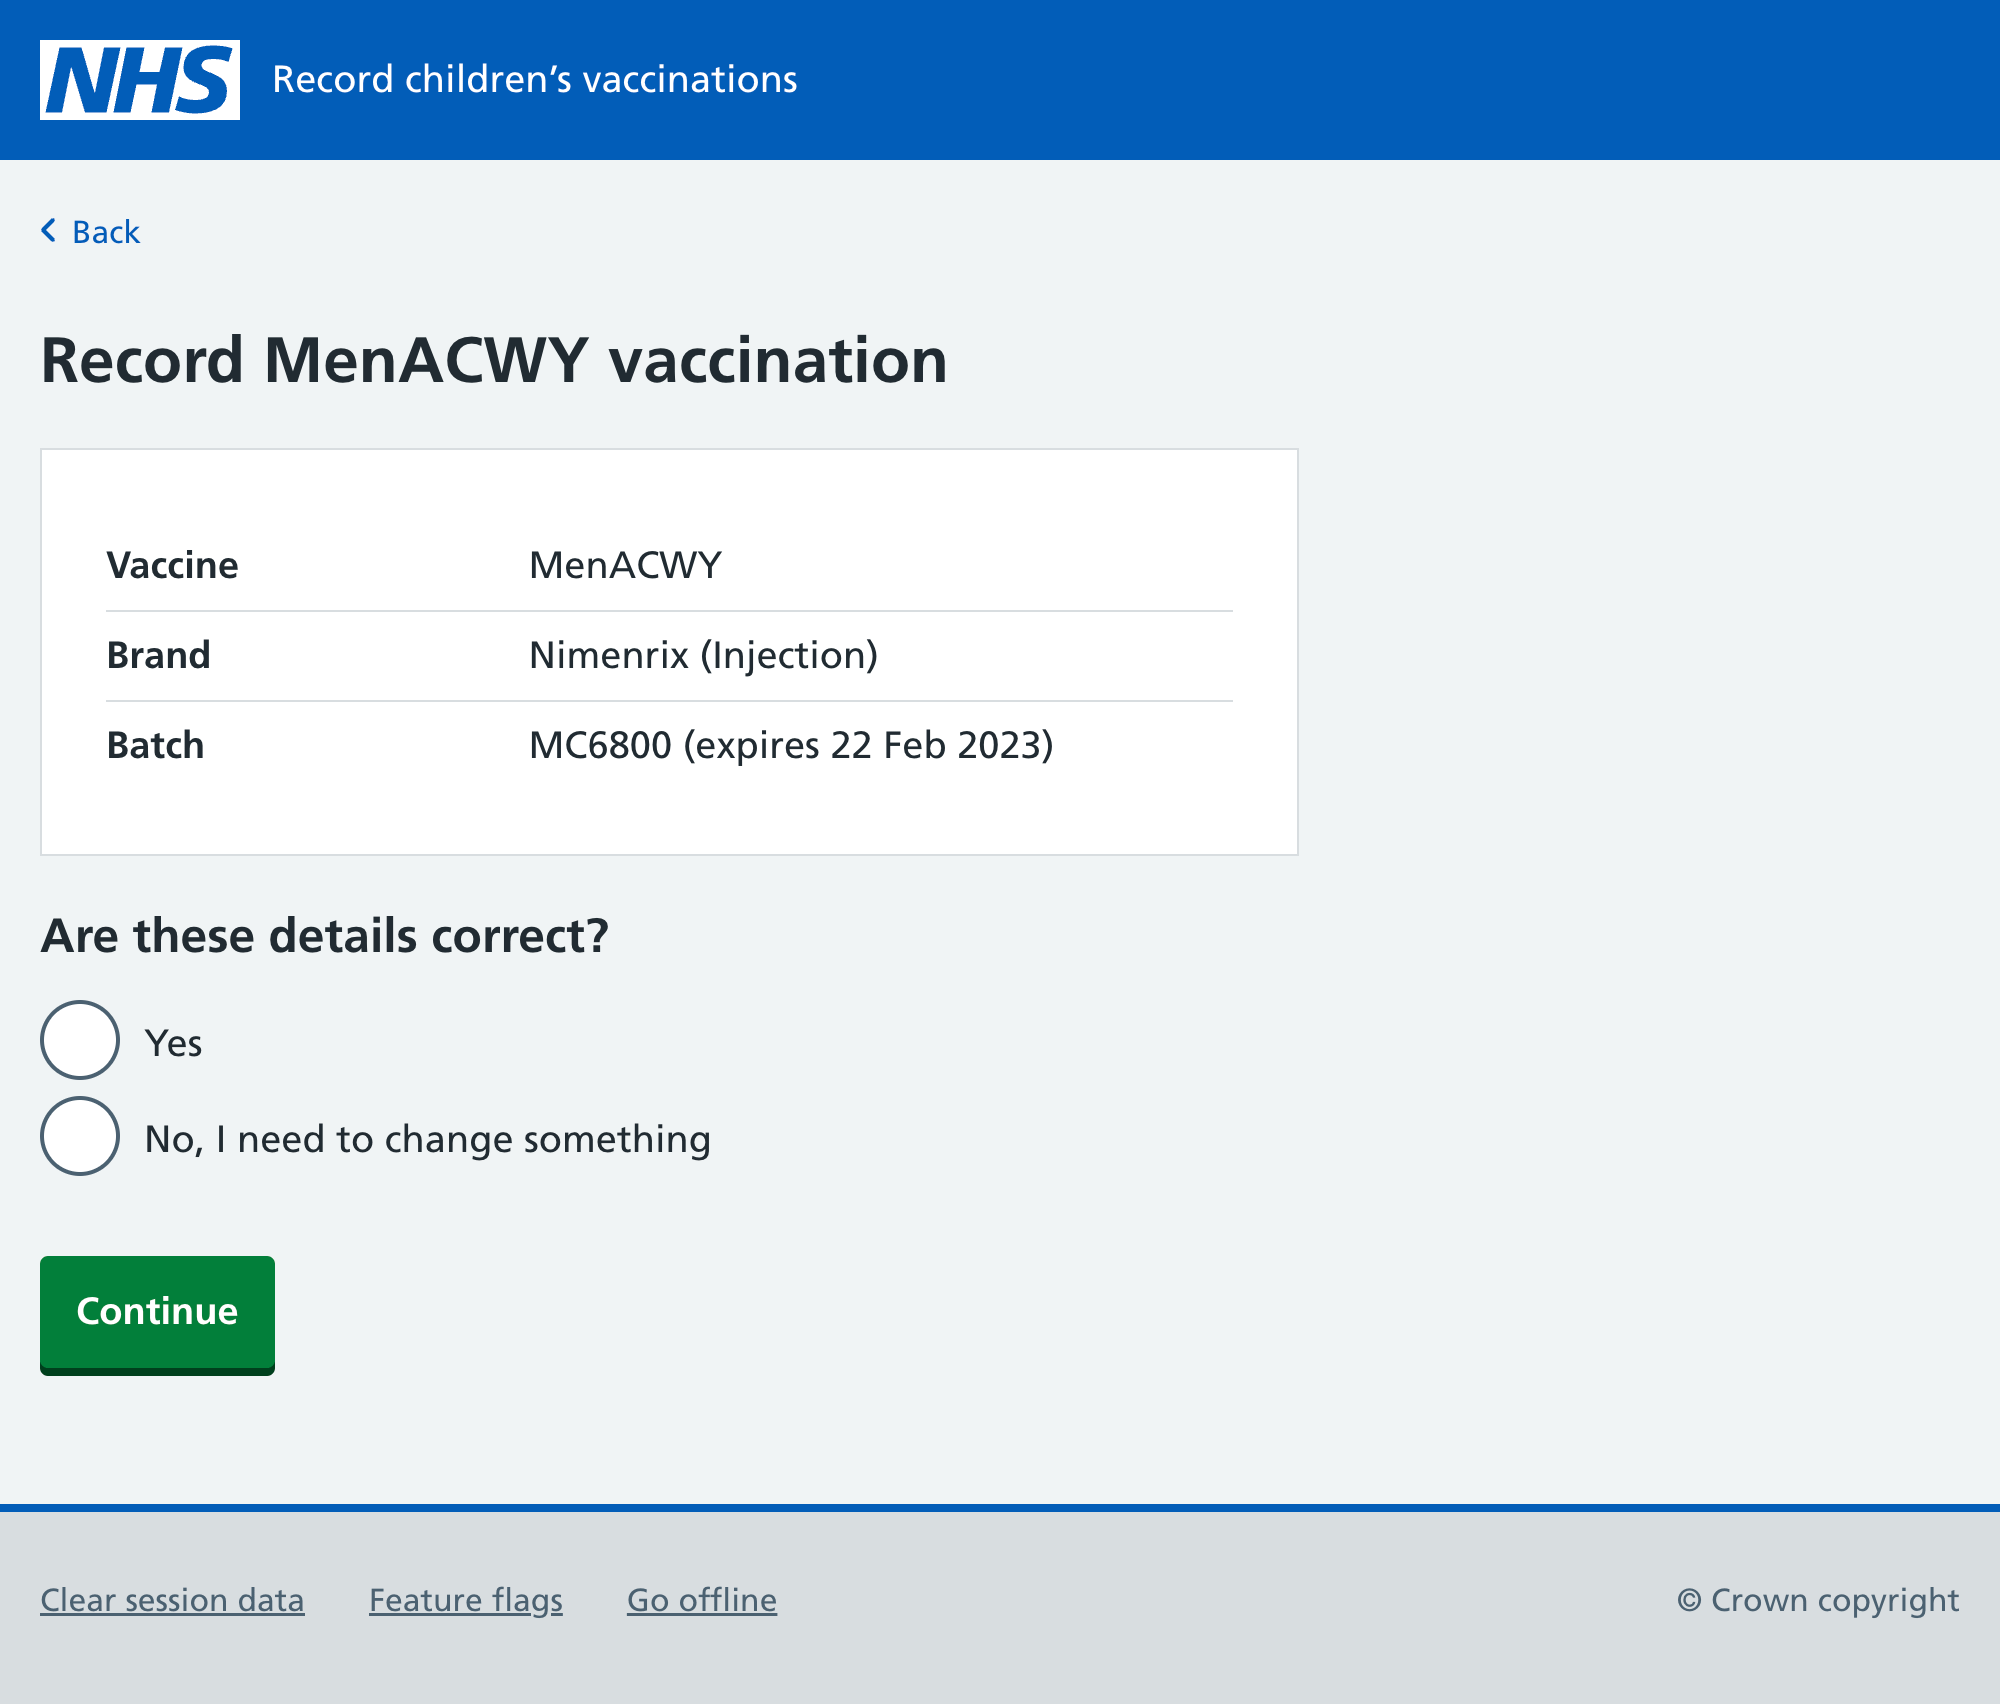 NHS Record children’s vaccinations
Back
Record MenACWY vaccination
Vaccine MenACWY
Brand Nimenrix (Injection)
Batch MC6800 (expires 22 Feb 2023)
Are these details correct?
Yes
No, I need to change something
Continue
Clear session data Feature flags Go offline © Crown copyright